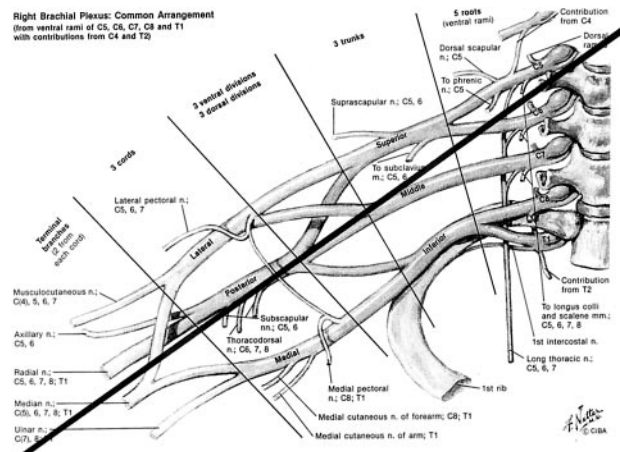 Right Brachial Plexus: Common Arrangement
(from ventral rami of C5, C6, C7, C8 and T1
with contributions from C4 and T2)
5 roots
(ventral rami)
3 trunks
3 ventral divisions
3 dorsal divisions
3 cords
Terminal
branches
(2 from
each cord)
Contribution
from C4
Dorsal
Dorsal scapular
n.; C5
To phrenic
n.; C5
Suprascapular n.; C5, 6
To subclavius
m.; C5, 6
Superior
Middle
Inferior
C6
C7
C8
T1
Lateral pectoral n.;
C5, 6, 7
Lateral
Posterior
Medial
Musculocutaneous n.;
C(4), 5, 6, 7
Axillary n.;
C5, 6
Radial n.;
C5, 6, 7, 8; T1
Median n.;
C(5), 6, 7, 8; T1
Ulnar n.;
C(7), 8;
Subscapular
nn.; C5, 6
Thoracodorsal
n.; C6, 7, 8
Medial pectoral
n.; C8; T1
Medial cutaneous n. of forearm; C8; T1
Medial cutaneous n. of arm; T1
Contribution
from T2
To longus colli
and scalene mm.;
C5, 6, 7, 8
1st intercostal n.
Long thoracic n.;
C5, 6, 7
1st rib
F. Netter
M.D.
© CIBA